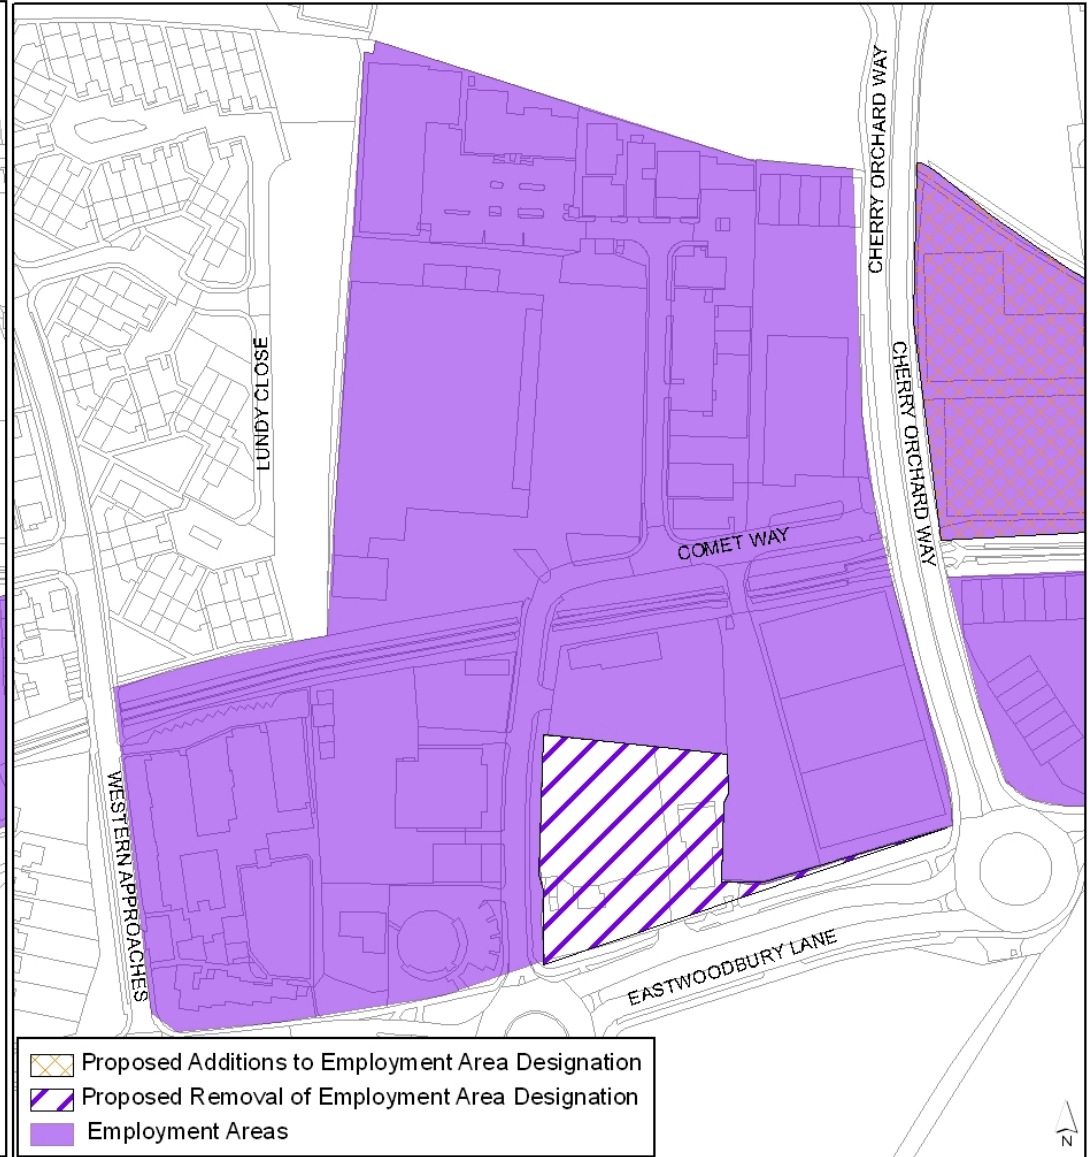 CHERRY ORCHARD WAY
CHERRY ORCHARD WAY
LUNDY CLOSE
COMET WAY
WESTERN APPROACHES
EASTWOODBURY LANE
Proposed Additions to Employment Area Designation
Proposed Removal of Employment Area Designation
Employment Areas
N